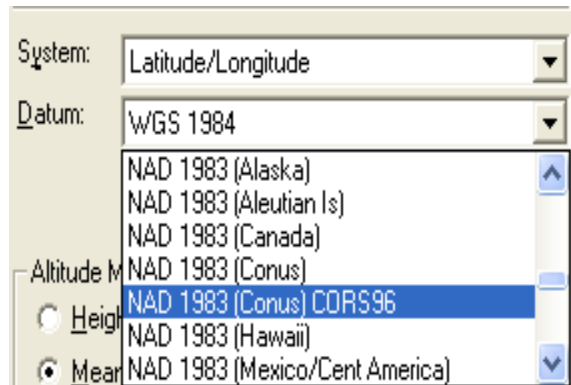 System: Latitude/Longitude
Datum: WGS 1984
NAD 1983 (Alaska)
NAD 1983 (Aleutian Is)
NAD 1983 (Canada)
Altitude M NAD 1983 (Conus)
NAD 1983 (Conus) CORS96
Heigh NAD 1983 (Hawaii)
Mear NAD 1983 (Mexico/Cent America)